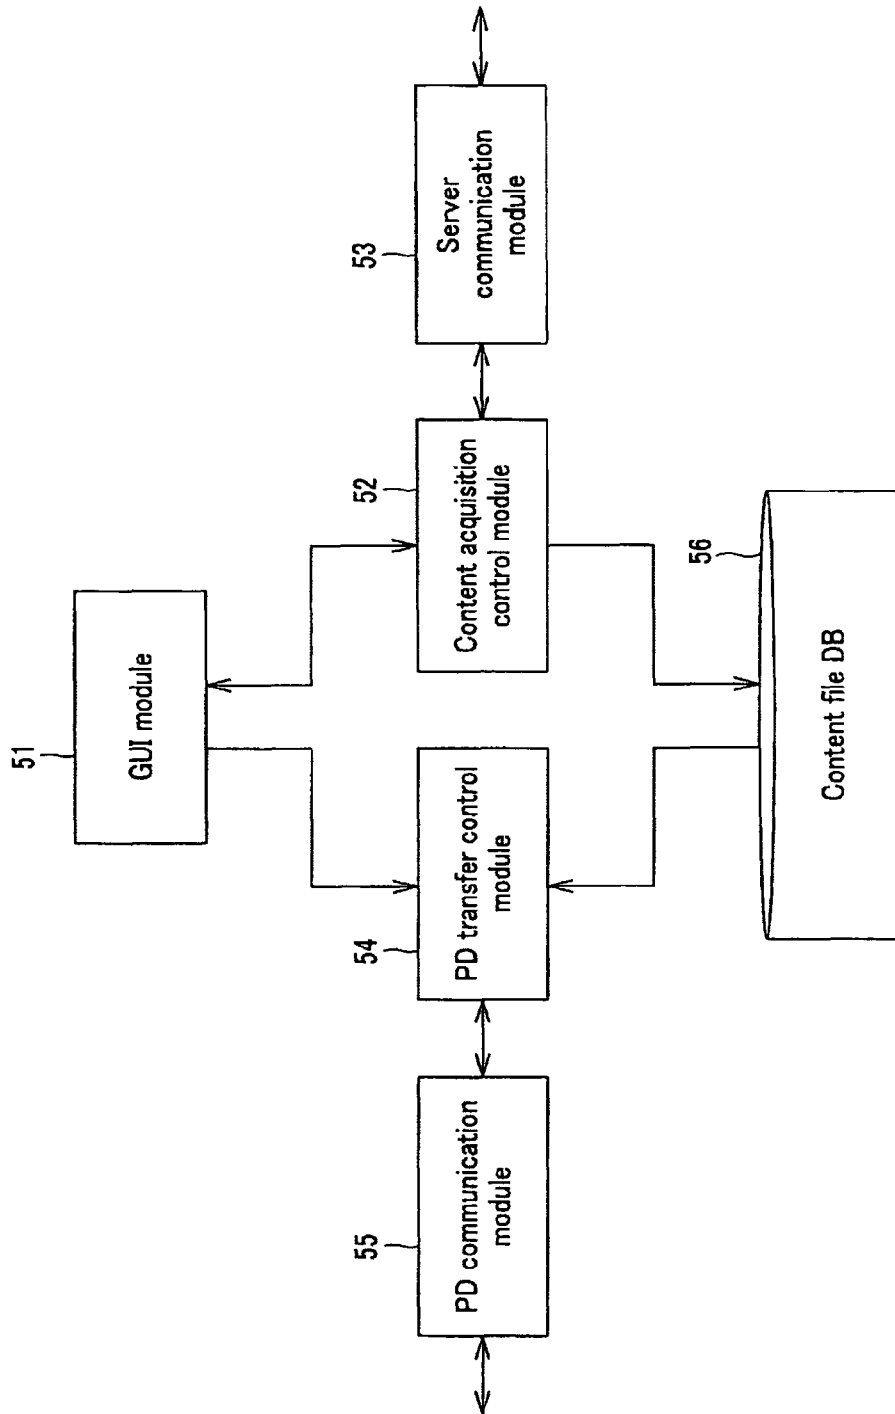 51
GUI module
53
Server
communication
module
52
Content acquisition
control module
54
PD transfer control
module
55
PD communication
module
56
Content file DB